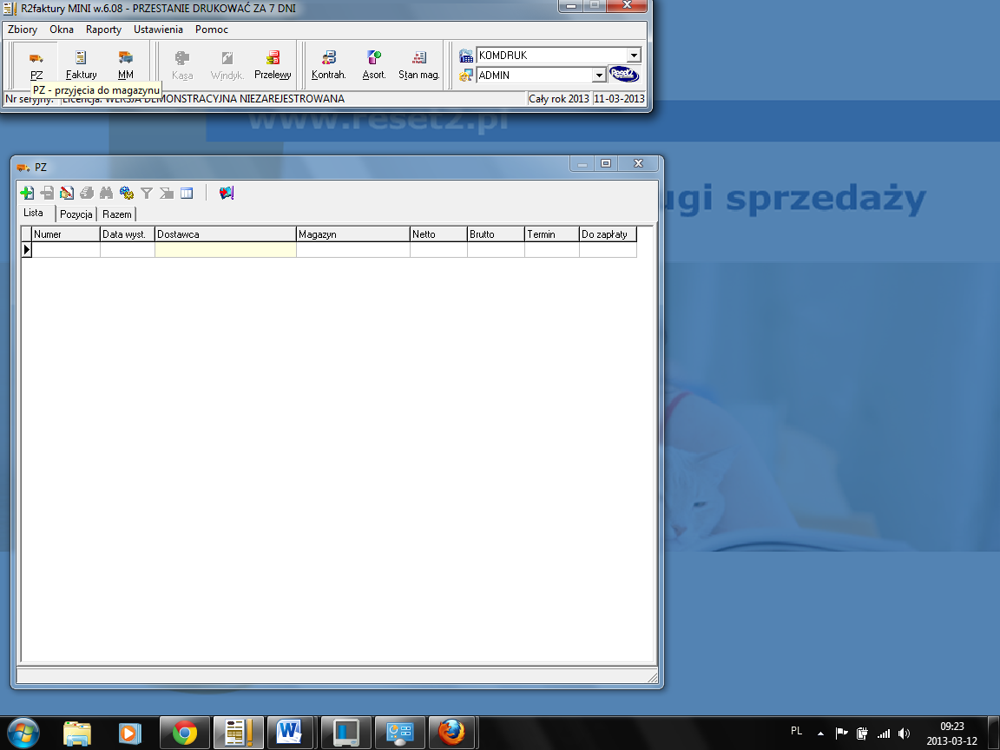 R2faktury MINI w.6.08 - PRZESTANIE DRUKOWAĆ ZA 7 DNI
Zbiory Okna Raporty Ustawienia Pomoc
PZ Faktury MM Kasa Windyk. Przelewy Kontrah. Asort. Stan mag.
KOMDRUK
ADMIN
Reset2
PZ - przyjęcia do magazynu
Nr seryjny: Licencja: WERSJA DEMONSTRACYJNA NIEZAREJESTROWANA Cały rok 2013 11-03-2013
www.reset2.pl
PZ
ugi sprzedaży
Lista Pozycja Razem
Numer Data wyst. Dostawca Magazyn Netto Brutto Termin Do zapłaty
PL
09:23
2013-03-12